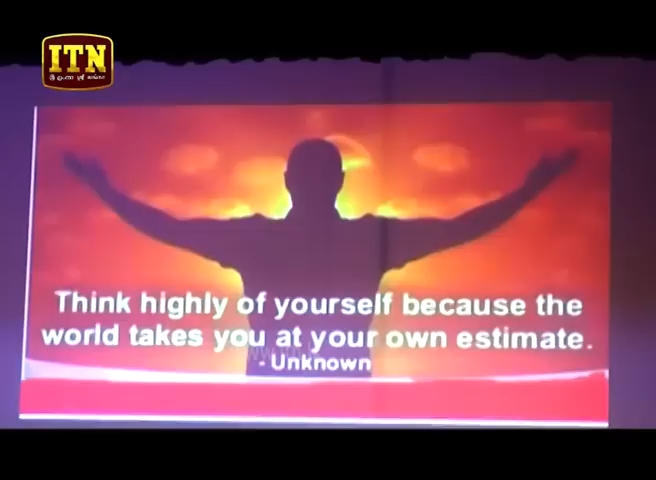 ITN
Think highly of yourself because the
world takes you at your own estimate.
- Unknown